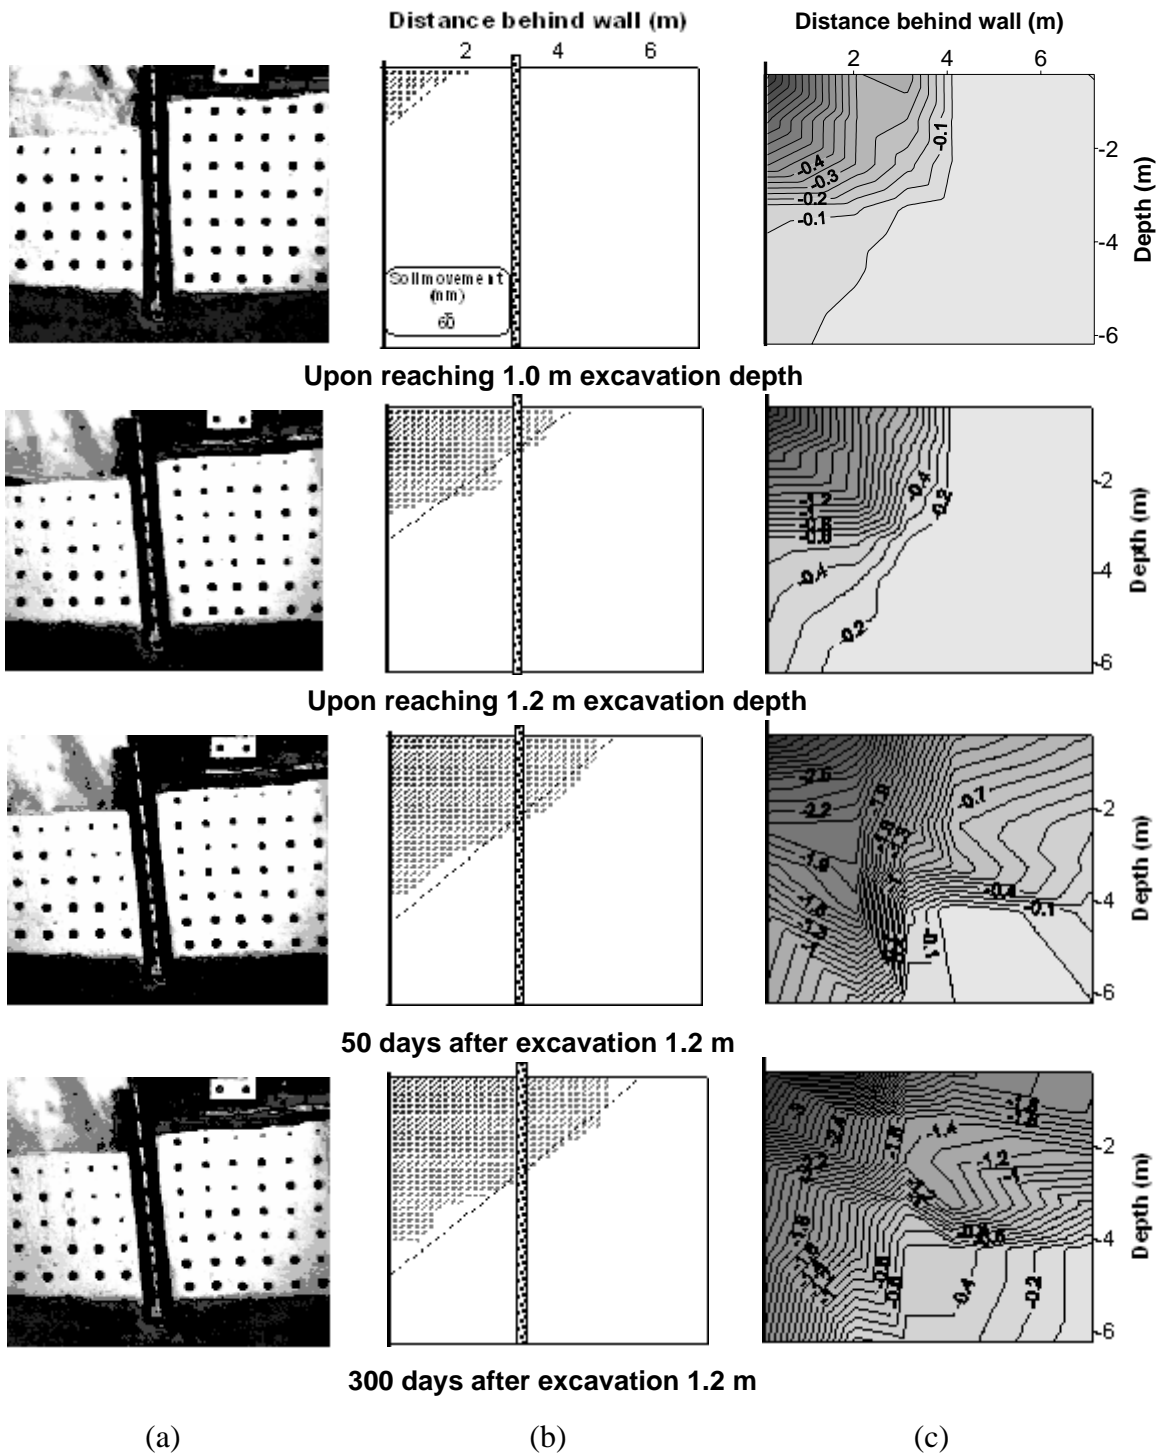 Distance behind wall (m)
2 4 6
Distance behind wall (m)
2 4 6
-0.1
-0.4
-0.3
-0.2
-0.1
-2
-4
-6
Depth (m)
Soil movement
(mm)
60
Upon reaching 1.0 m excavation depth
-0.4
-0.2
-1.2
-0.4
-0.2
-2
-4
-6
Depth (m)
Upon reaching 1.2 m excavation depth
-2.6
-2.2
-1.9
-0.7
-0.4
-0.1
-0.1
-2
-4
-6
Depth (m)
50 days after excavation 1.2 m
-1.4
-1.2
-1
-0.4
-0.2
-2
-4
-6
Depth (m)
300 days after excavation 1.2 m
(a) (b) (c)